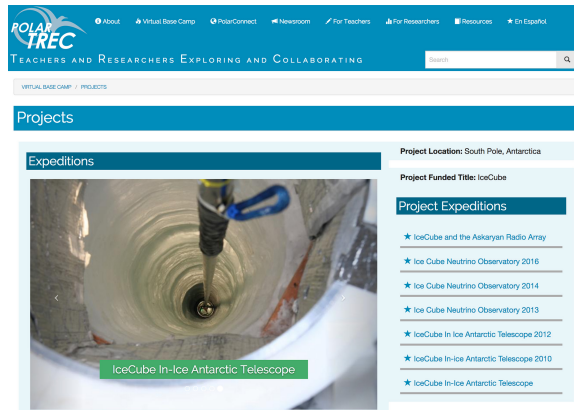 POLAR TREC
About
Virtual Base Camp
PolarConnect
Newsroom
For Teachers
For Researchers
Resources
En Español
TEACHERS AND RESEARCHERS EXPLORING AND COLLABORATING
Search
VIRTUAL BASE CAMP / PROJECTS
Projects
Expeditions
IceCube In-Ice Antarctic Telescope
Project Location: South Pole, Antarctica
Project Funded Title: IceCube
Project Expeditions
IceCube and the Askaryan Radio Array
Ice Cube Neutrino Observatory 2016
Ice Cube Neutrino Observatory 2014
Ice Cube Neutrino Observatory 2013
IceCube In Ice Antarctic Telescope 2012
IceCube In-ice Antarctic Telescope 2010
IceCube In-ice Antarctic Telescope